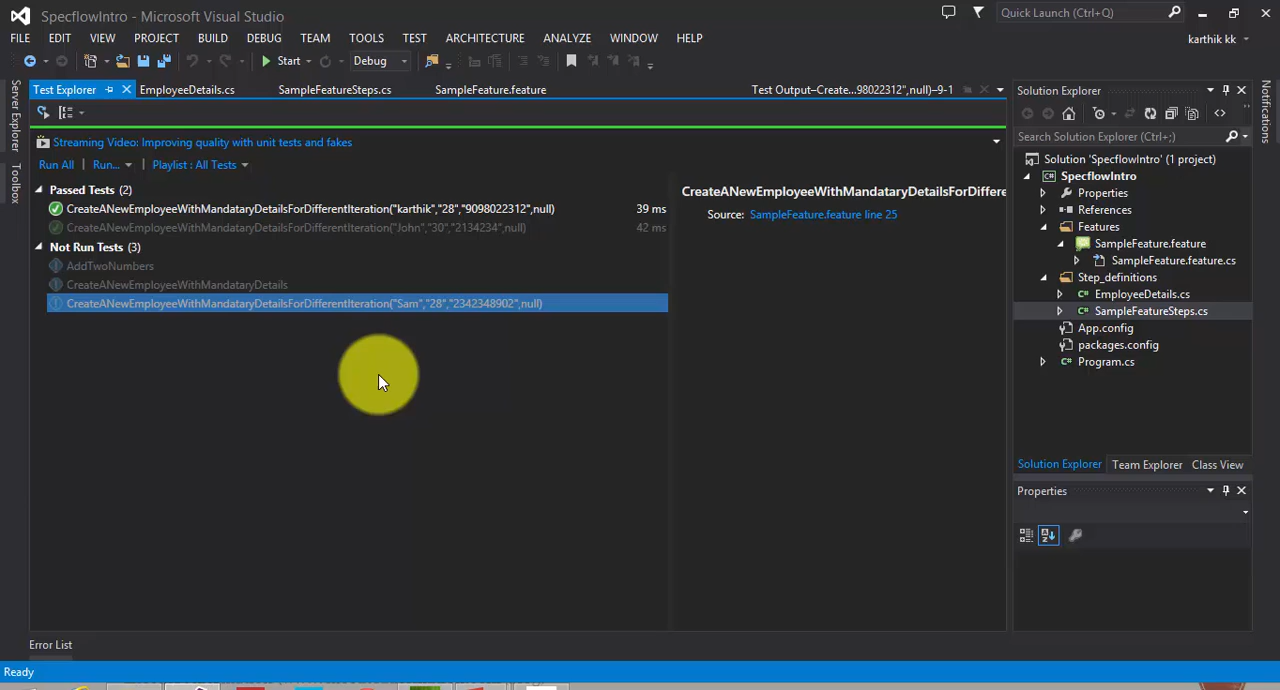 SpecflowIntro - Microsoft Visual Studio
Quick Launch (Ctrl+Q)
FILE EDIT VIEW PROJECT BUILD DEBUG TEAM TOOLS TEST ARCHITECTURE ANALYZE WINDOW HELP
karthik kk
Start Debug
Server Explorer
Toolbox
Test Explorer EmployeeDetails.cs SampleFeatureSteps.cs SampleFeature.feature Test Output--Create...98022312",null)--9-1
Streaming Video: Improving quality with unit tests and fakes
Run All Run... Playlist : All Tests
Passed Tests (2)
CreateANewEmployeeWithMandataryDetailsForDifferentIteration("karthik","28","9098022312",null) 39 ms
CreateANewEmployeeWithMandataryDetailsForDifferentIteration("John","30","2134234",null) 42 ms
Not Run Tests (3)
AddTwoNumbers
CreateANewEmployeeWithMandataryDetails
CreateANewEmployeeWithMandataryDetailsForDifferentIteration("Sam","28","2342348902",null)
CreateANewEmployeeWithMandataryDetailsForDiffere
Source: SampleFeature.feature line 25
Solution Explorer
Search Solution Explorer (Ctrl+;)
Solution 'SpecflowIntro' (1 project)
SpecflowIntro
Properties
References
Features
SampleFeature.feature
SampleFeature.feature.cs
Step_definitions
EmployeeDetails.cs
SampleFeatureSteps.cs
App.config
packages.config
Program.cs
Solution Explorer Team Explorer Class View
Properties
Notifications
Error List
Ready